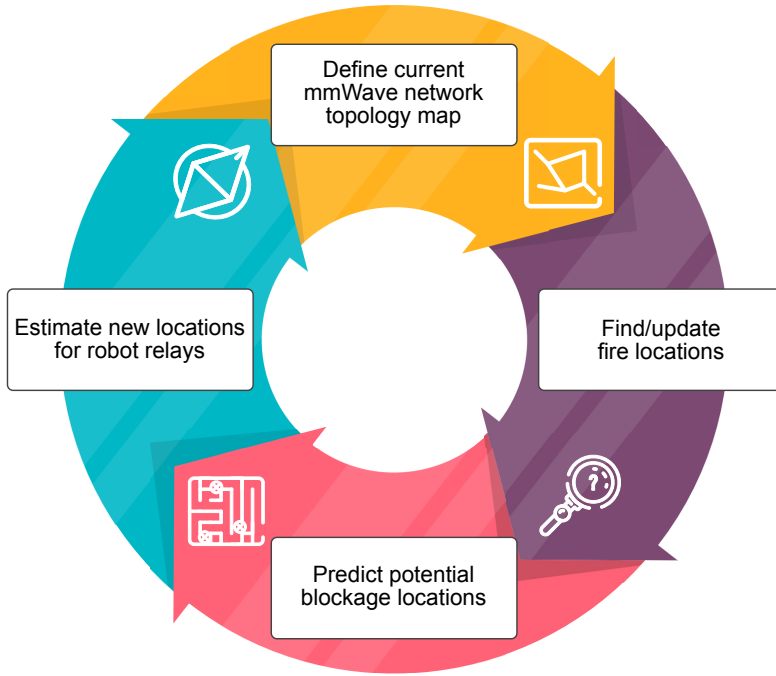 Define current
mmWave network
topology map
Find/update
fire locations
Predict potential
blockage locations
Estimate new locations
for robot relays
?